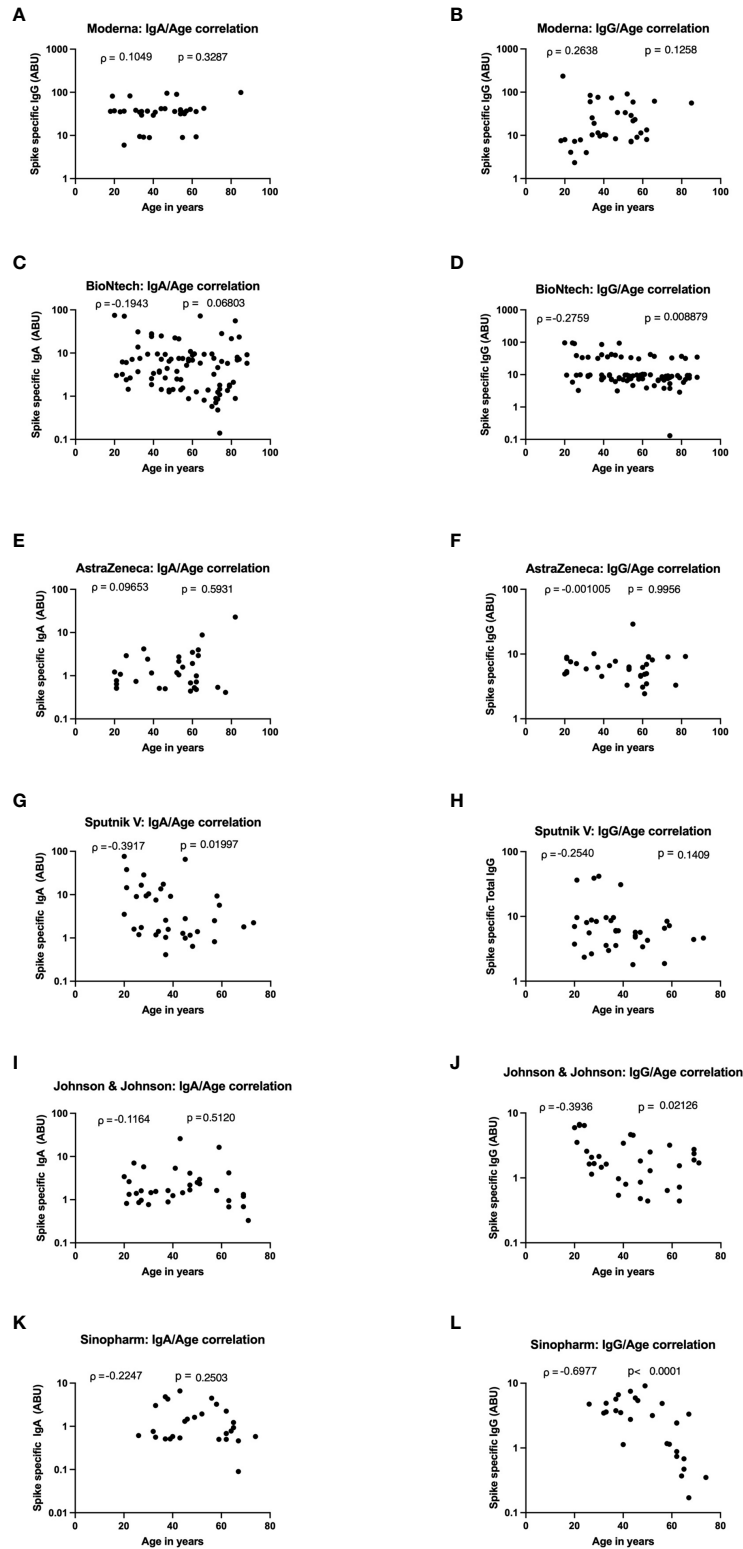 A
Moderna: IgA/Age correlation
ρ = 0.1049 p = 0.3287
Spike specific IgG (ABU)
1000
100
10
1
0 20 40 60 80 100
Age in years
B
Moderna: IgG/Age correlation
ρ = 0.2638 p = 0.1258
Spike specific IgG (ABU)
1000
100
10
1
0 20 40 60 80 100
Age in years
C
BioNtech: IgA/Age correlation
ρ =-0.1943 p = 0.06803
Spike specific IgA (ABU)
100
10
1
0.1
0 20 40 60 80 100
Age in years
D
BioNtech: IgG/Age correlation
ρ =-0.2759 p = 0.008879
Spike specific IgG (ABU)
1000
100
10
1
0.1
0 20 40 60 80 100
Age in years
E
AstraZeneca: IgA/Age correlation
ρ = 0.09653 p = 0.5931
Spike specific IgA (ABU)
100
10
1
0.1
0 20 40 60 80 100
Age in years
F
AstraZeneca: IgG/Age correlation
ρ = -0.001005 p = 0.9956
Spike specific IgG (ABU)
100
10
1
0 20 40 60 80 100
Age in years
G
Sputnik V: IgA/Age correlation
ρ =-0.3917 p = 0.01997
Spike specific IgA (ABU)
100
10
1
0.1
0 20 40 60 80
Age in years
H
Sputnik V: IgG/Age correlation
ρ =-0.2540 p = 0.1409
Spike specific Total IgG
100
10
1
0 20 40 60 80
Age in years
I
Johnson & Johnson: IgA/Age correlation
ρ =-0.1164 p =0.5120
Spike specific IgA (ABU)
100
10
1
0.1
0 20 40 60 80
Age in years
J
Johnson & Johnson: IgG/Age correlation
ρ =-0.3936 p = 0.02126
Spike specific IgG (ABU)
10
1
0.1
0 20 40 60 80
Age in years
K
Sinopharm: IgA/Age correlation
ρ =-0.2247 p = 0.2503
Spike specific IgA (ABU)
10
1
0.1
0.01
0 20 40 60 80
Age in years
L
Sinopharm: IgG/Age correlation
ρ =-0.6977 p< 0.0001
Spike specific IgG (ABU)
10
1
0.1
0 20 40 60 80
Age in years